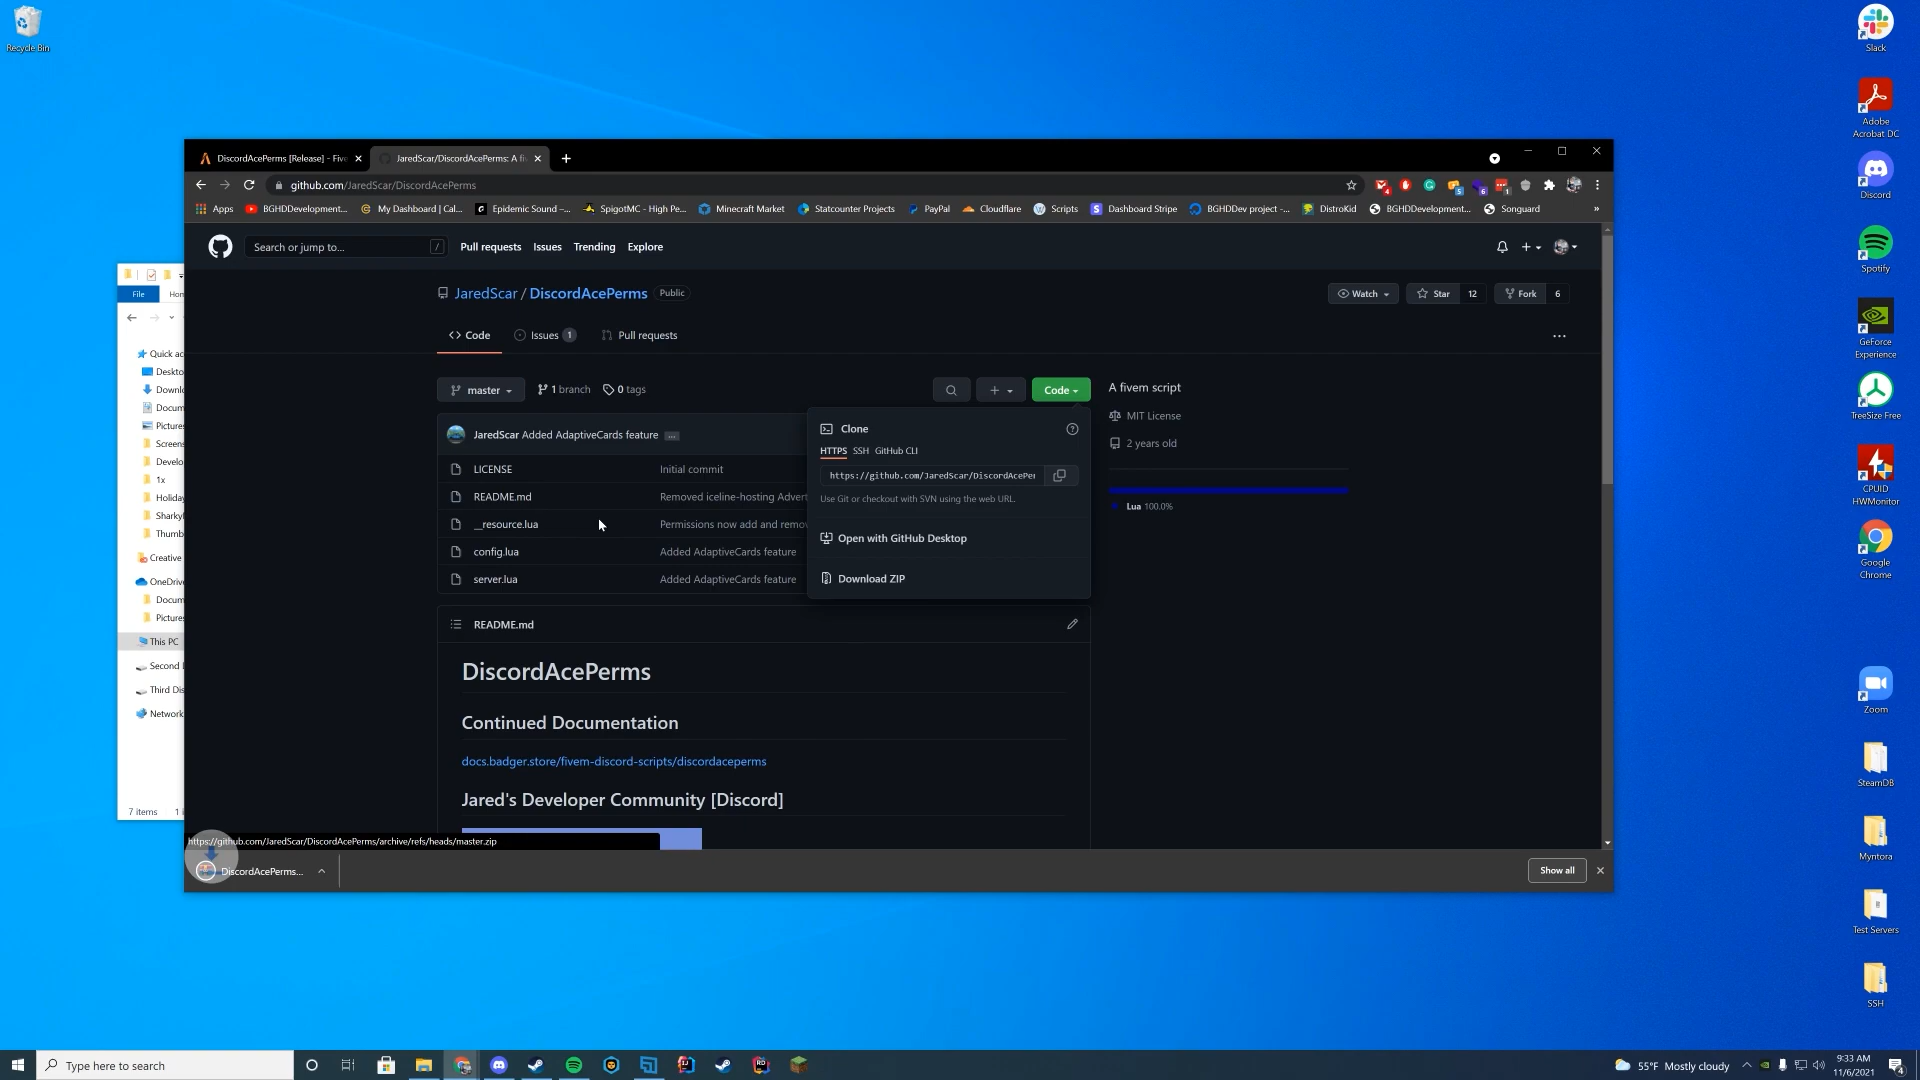 Recycle Bin
Slack
Adobe
Acrobat DC
Discord
Spotify
GeForce
Experience
TreeSize Free
CPUID
HWMonitor
Google
Chrome
Zoom
SteamDB
Myntora
Test Servers
SSH
File
Quick ac
Deskto
Downlo
Docum
Pictures
Screens
Develo
1x
Holiday
Sharky
Thumb
Creative
OneDrive
Docum
Pictures
This PC
Second
Third Dis
Network
7 items
DiscordAcePerms [Release] - Five
JaredScar/DiscordAcePerms: A fi
github.com/JaredScar/DiscordAcePerms
Apps
BGHDDevelopment...
My Dashboard | Cal...
Epidemic Sound –...
SpigotMC - High Pe...
Minecraft Market
Statcounter Projects
PayPal
Cloudflare
Scripts
Dashboard Stripe
BGHDDev project -...
DistroKid
BGHDDevelopment...
Songuard
»
Search or jump to...
/
Pull requests
Issues
Trending
Explore
JaredScar / DiscordAcePerms
Public
Watch
Star
12
Fork
6
Code
Issues 1
Pull requests
master
1 branch
0 tags
Code
A fivem script
MIT License
2 years old
Lua 100.0%
JaredScar Added AdaptiveCards feature ...
LICENSE
Initial commit
README.md
Removed iceline-hosting Advert
__resource.lua
Permissions now add and remov
config.lua
Added AdaptiveCards feature
server.lua
Added AdaptiveCards feature
Clone
HTTPS
SSH
GitHub CLI
https://github.com/JaredScar/DiscordAcePer
Use Git or checkout with SVN using the web URL.
Open with GitHub Desktop
Download ZIP
README.md
DiscordAcePerms
Continued Documentation
docs.badger.store/fivem-discord-scripts/discordaceperms
Jared's Developer Community [Discord]
https://github.com/JaredScar/DiscordAcePerms/archive/refs/heads/master.zip
DiscordAcePerms...
Show all
Type here to search
55°F Mostly cloudy
9:33 AM
11/6/2021